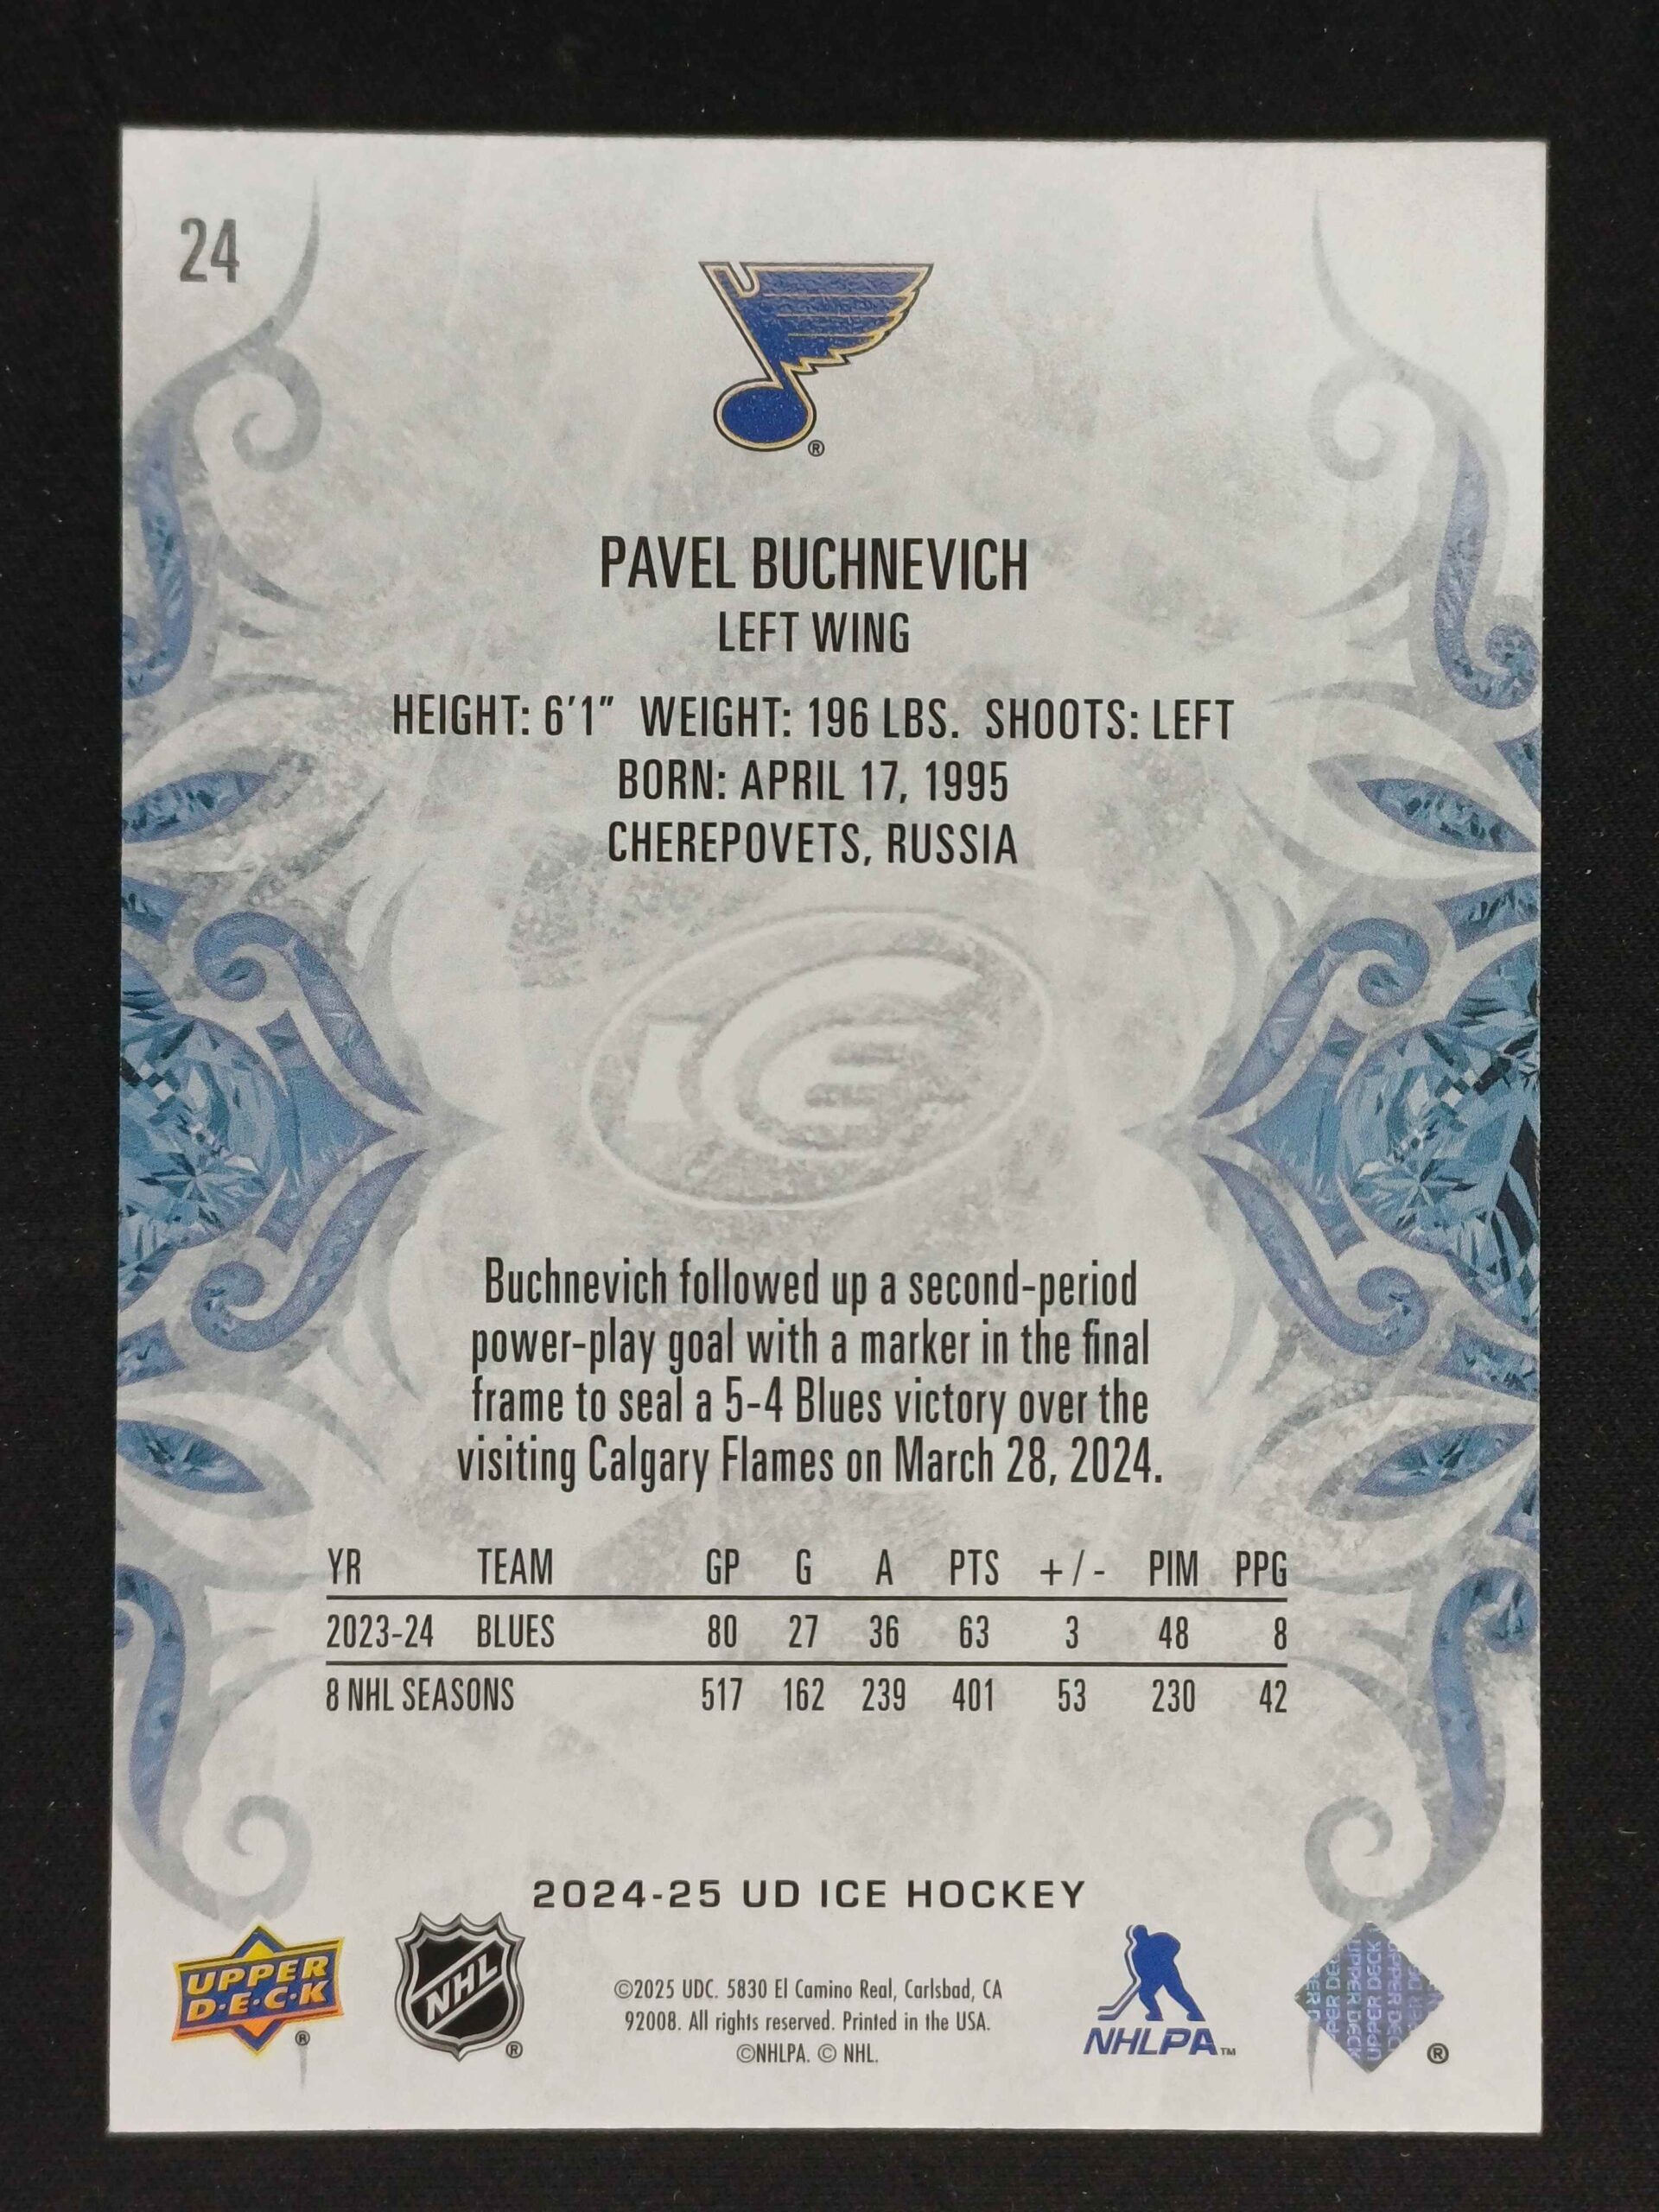 24
®
PAVEL BUCHNEVICH
LEFT WING
HEIGHT: 6'1" WEIGHT: 196 LBS. SHOOTS: LEFT
BORN: APRIL 17, 1995
CHEREPOVETS, RUSSIA
ICE
Buchnevich followed up a second-period
power-play goal with a marker in the final
frame to seal a 5-4 Blues victory over the
visiting Calgary Flames on March 28, 2024.
YR TEAM GP G A PTS +/- PIM PPG
2023-24 BLUES 80 27 36 63 3 48 8
8 NHL SEASONS 517 162 239 401 53 230 42
2024-25 UD ICE HOCKEY
UPPER
D·E·C·K
®
NHL
®
©2025 UDC. 5830 El Camino Real, Carlsbad, CA
92008. All rights reserved. Printed in the USA.
©NHLPA. © NHL.
NHLPA™
UPPER DECK
®